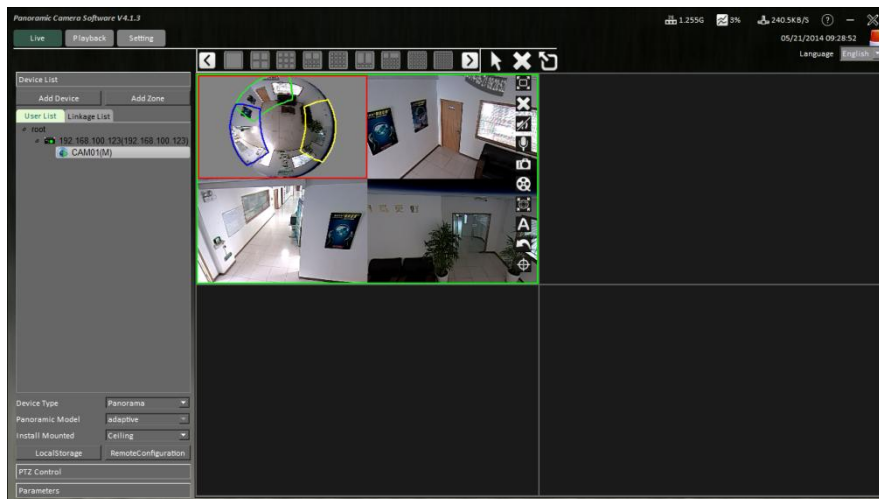 Panoramic Camera Software V4.1.3
1.255G 3% 240.5KB/S ?
Live Playback Setting
05/21/2014 09:28:52
Language English
Device List
Add Device Add Zone
User List Linkage List
root
192.168.100.123(192.168.100.123)
CAM01(M)
A
Device Type Panorama
Panoramic Model adaptive
Install Mounted Ceiling
LocalStorage RemoteConfiguration
PTZ Control
Parameters